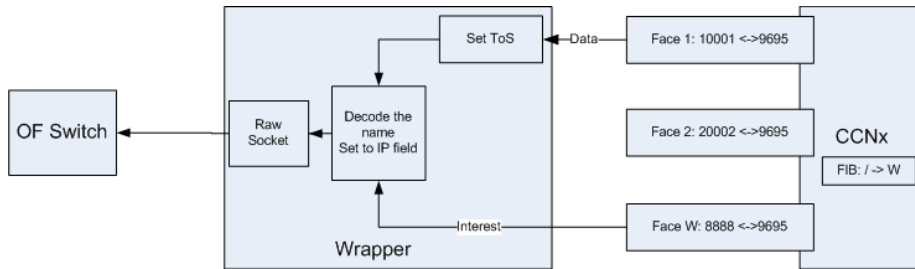 Set ToS
Data
Face 1: 10001 <->9695
OF Switch
Raw
Socket
Decode the
name
Set to IP field
Face 2: 20002 <->9695
CCNx
FIB: / -> W
Interest
Face W: 8888 <->9695
Wrapper